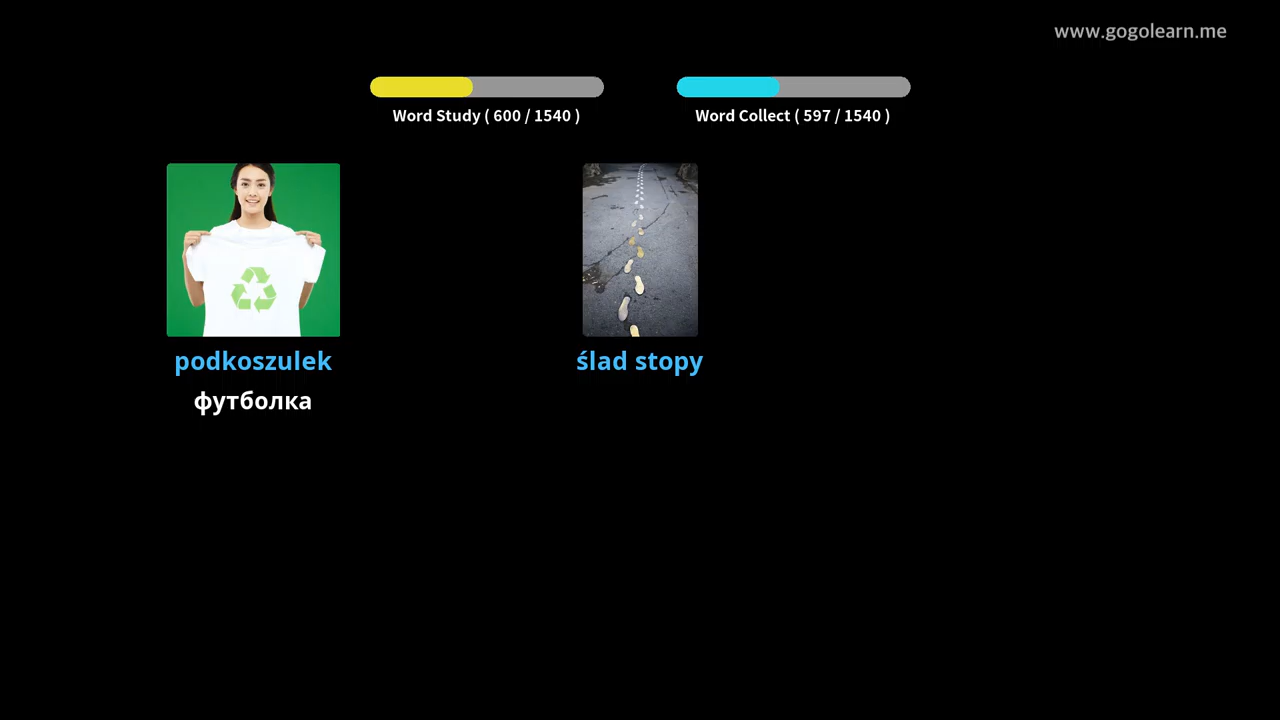 www.gogolearn.me
Word Study ( 600 / 1540 )
Word Collect ( 597 / 1540 )
podkoszulek
ślad stopy
футболка